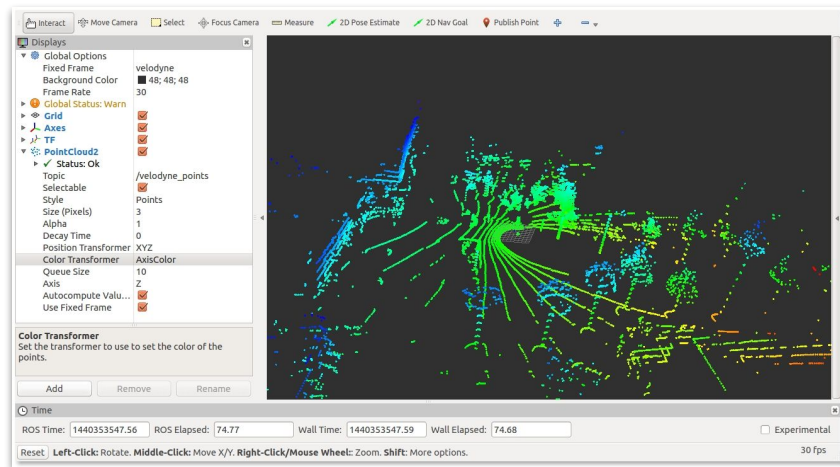 Interact Move Camera Select Focus Camera Measure 2D Pose Estimate 2D Nav Goal Publish Point
Displays
Global Options
Fixed Frame velodyne
Background Color 48; 48; 48
Frame Rate 30
Global Status: Warn
Grid
Axes
TF
PointCloud2
Status: Ok
Topic /velodyne_points
Selectable
Style Points
Size (Pixels) 3
Alpha 1
Decay Time 0
Position Transformer XYZ
Color Transformer AxisColor
Queue Size 10
Axis Z
Autocompute Valu...
Use Fixed Frame
Color Transformer
Set the transformer to use to set the color of the
points.
Add Remove Rename
Time
ROS Time: 1440353547.56 ROS Elapsed: 74.77 Wall Time: 1440353547.59 Wall Elapsed: 74.68 Experimental
Reset Left-Click: Rotate. Middle-Click: Move X/Y. Right-Click/Mouse Wheel:: Zoom. Shift: More options. 30 fps